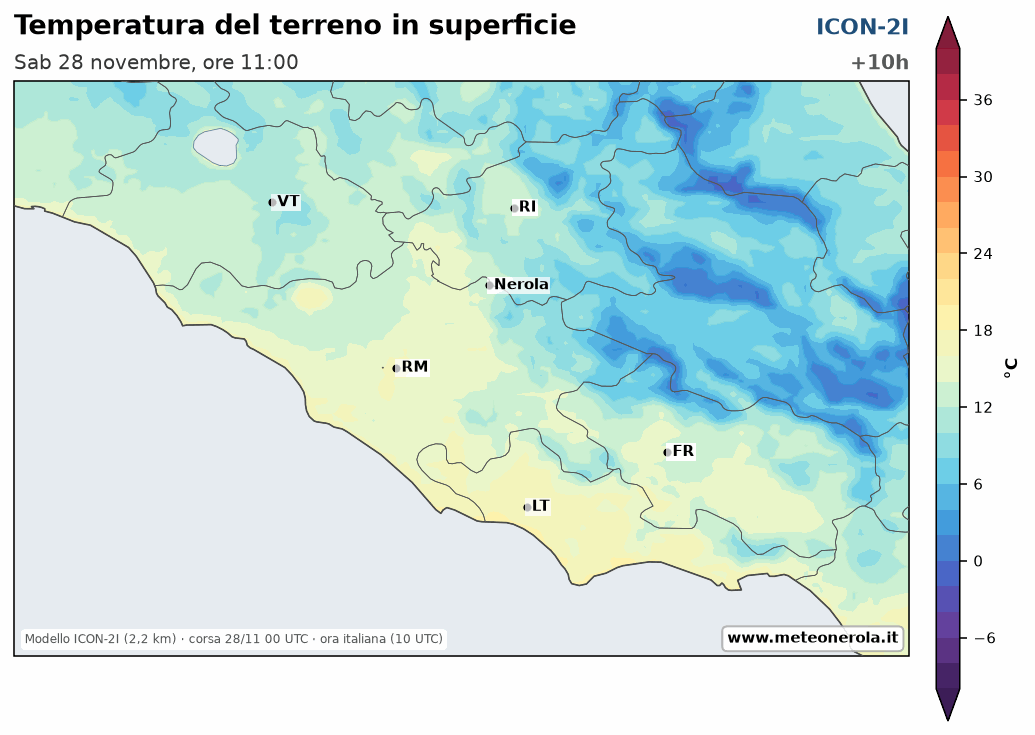 Temperatura del terreno in superficie
ICON-2I
Sab 28 novembre, ore 11:00
+10h
36
30
24
18
12
6
0
−6
°C
VT
RI
Nerola
RM
FR
LT
Modello ICON-2I (2,2 km) · corsa 28/11 00 UTC · ora italiana (10 UTC)
www.meteonerola.it